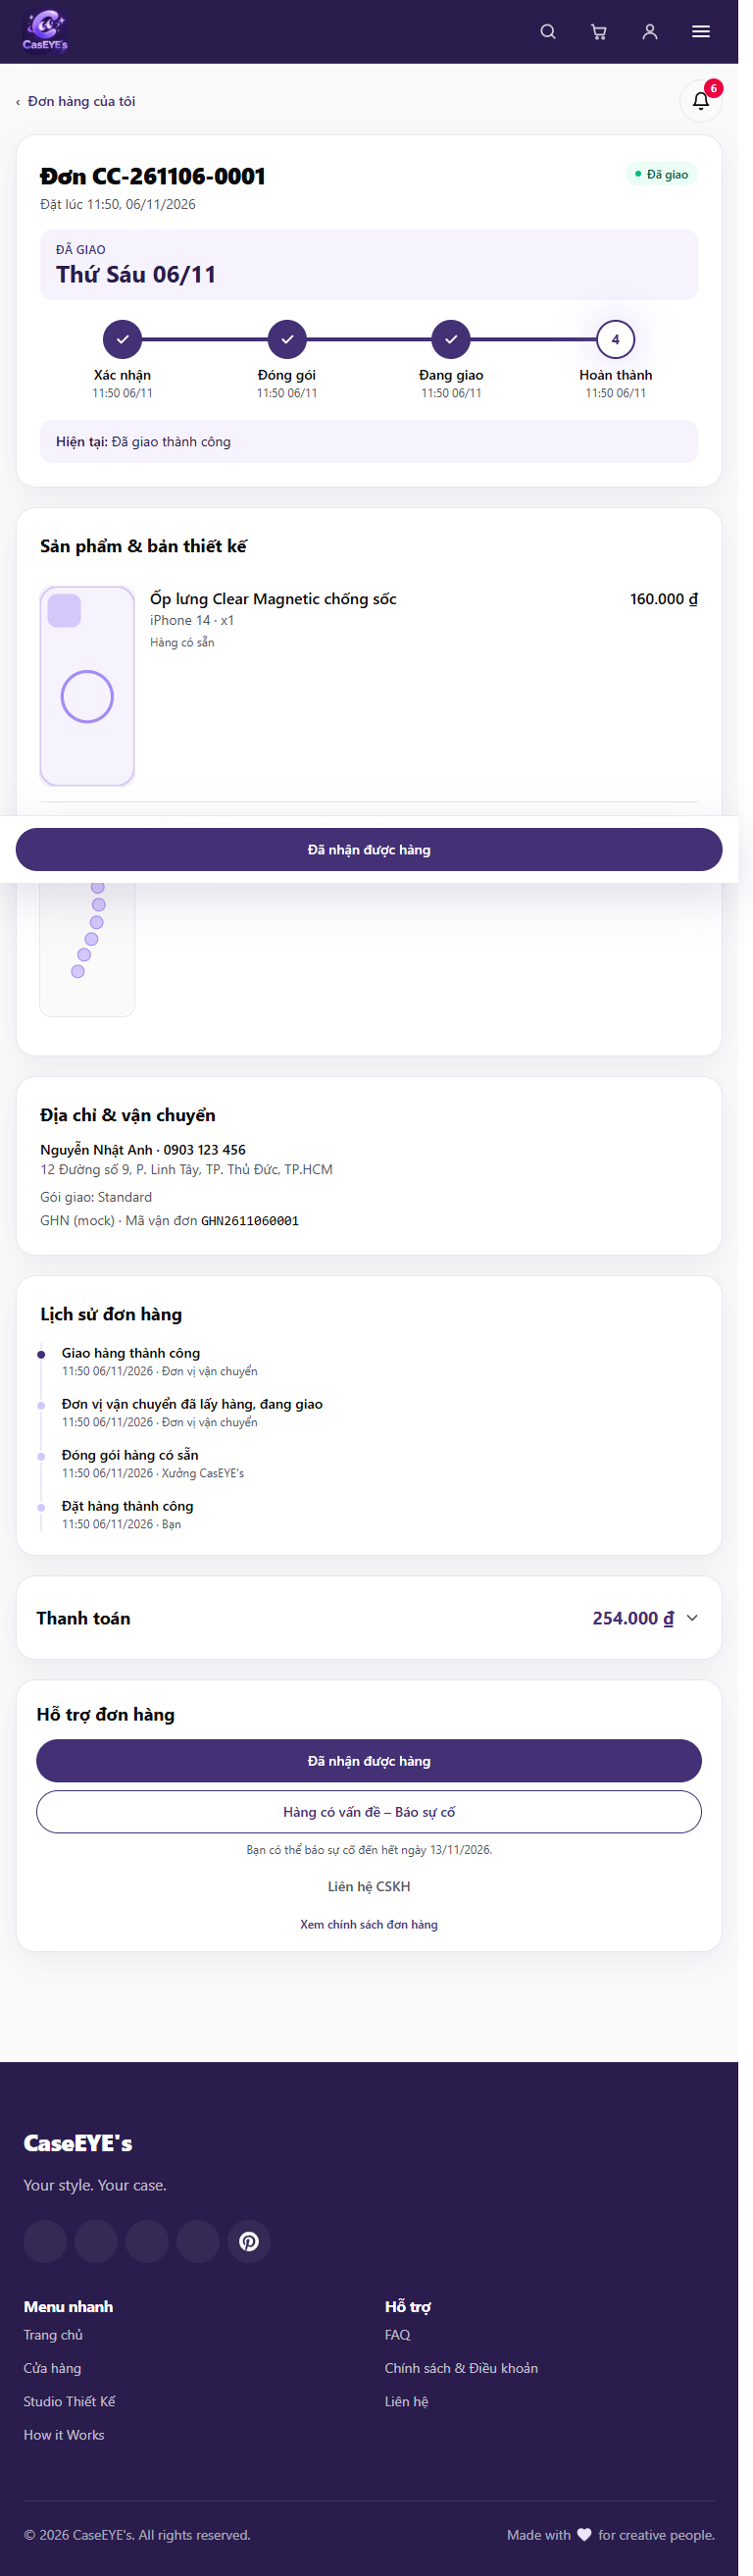 CasEYE's
‹ Đơn hàng của tôi
6
Đơn CC-261106-0001
Đã giao
Đặt lúc 11:50, 06/11/2026
ĐÃ GIAO
Thứ Sáu 06/11
4
Xác nhận
11:50 06/11
Đóng gói
11:50 06/11
Đang giao
11:50 06/11
Hoàn thành
11:50 06/11
Hiện tại: Đã giao thành công
Sản phẩm & bản thiết kế
Ốp lưng Clear Magnetic chống sốc
160.000 ₫
iPhone 14 · x1
Hàng có sẵn
Đã nhận được hàng
Địa chỉ & vận chuyển
Nguyễn Nhật Anh · 0903 123 456
12 Đường số 9, P. Linh Tây, TP. Thủ Đức, TP.HCM
Gói giao: Standard
GHN (mock) · Mã vận đơn GHN2611060001
Lịch sử đơn hàng
Giao hàng thành công
11:50 06/11/2026 · Đơn vị vận chuyển
Đơn vị vận chuyển đã lấy hàng, đang giao
11:50 06/11/2026 · Đơn vị vận chuyển
Đóng gói hàng có sẵn
11:50 06/11/2026 · Xưởng CasEYE's
Đặt hàng thành công
11:50 06/11/2026 · Bạn
Thanh toán
254.000 ₫
Hỗ trợ đơn hàng
Đã nhận được hàng
Hàng có vấn đề – Báo sự cố
Bạn có thể báo sự cố đến hết ngày 13/11/2026.
Liên hệ CSKH
Xem chính sách đơn hàng
CaseEYE's
Your style. Your case.
Menu nhanh
Trang chủ
Cửa hàng
Studio Thiết Kế
How it Works
Hỗ trợ
FAQ
Chính sách & Điều khoản
Liên hệ
© 2026 CaseEYE's. All rights reserved.
Made with 🤍 for creative people.